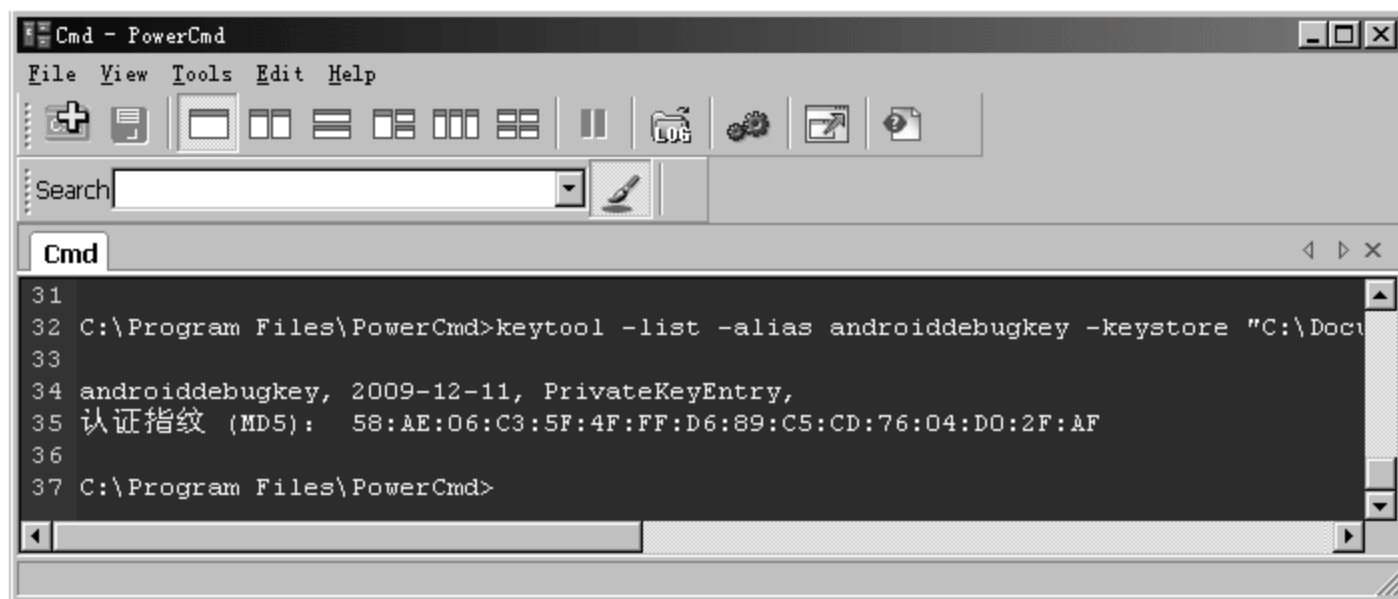 Cmd - PowerCmd
File View Tools Edit Help
LOG
Search
Cmd
31
32 C:\Program Files\PowerCmd>keytool -list -alias androiddebugkey -keystore "C:\Docu
33
34 androiddebugkey, 2009-12-11, PrivateKeyEntry,
35 认证指纹 (MD5): 58:AE:06:C3:5F:4F:FF:D6:89:C5:CD:76:04:D0:2F:AF
36
37 C:\Program Files\PowerCmd>